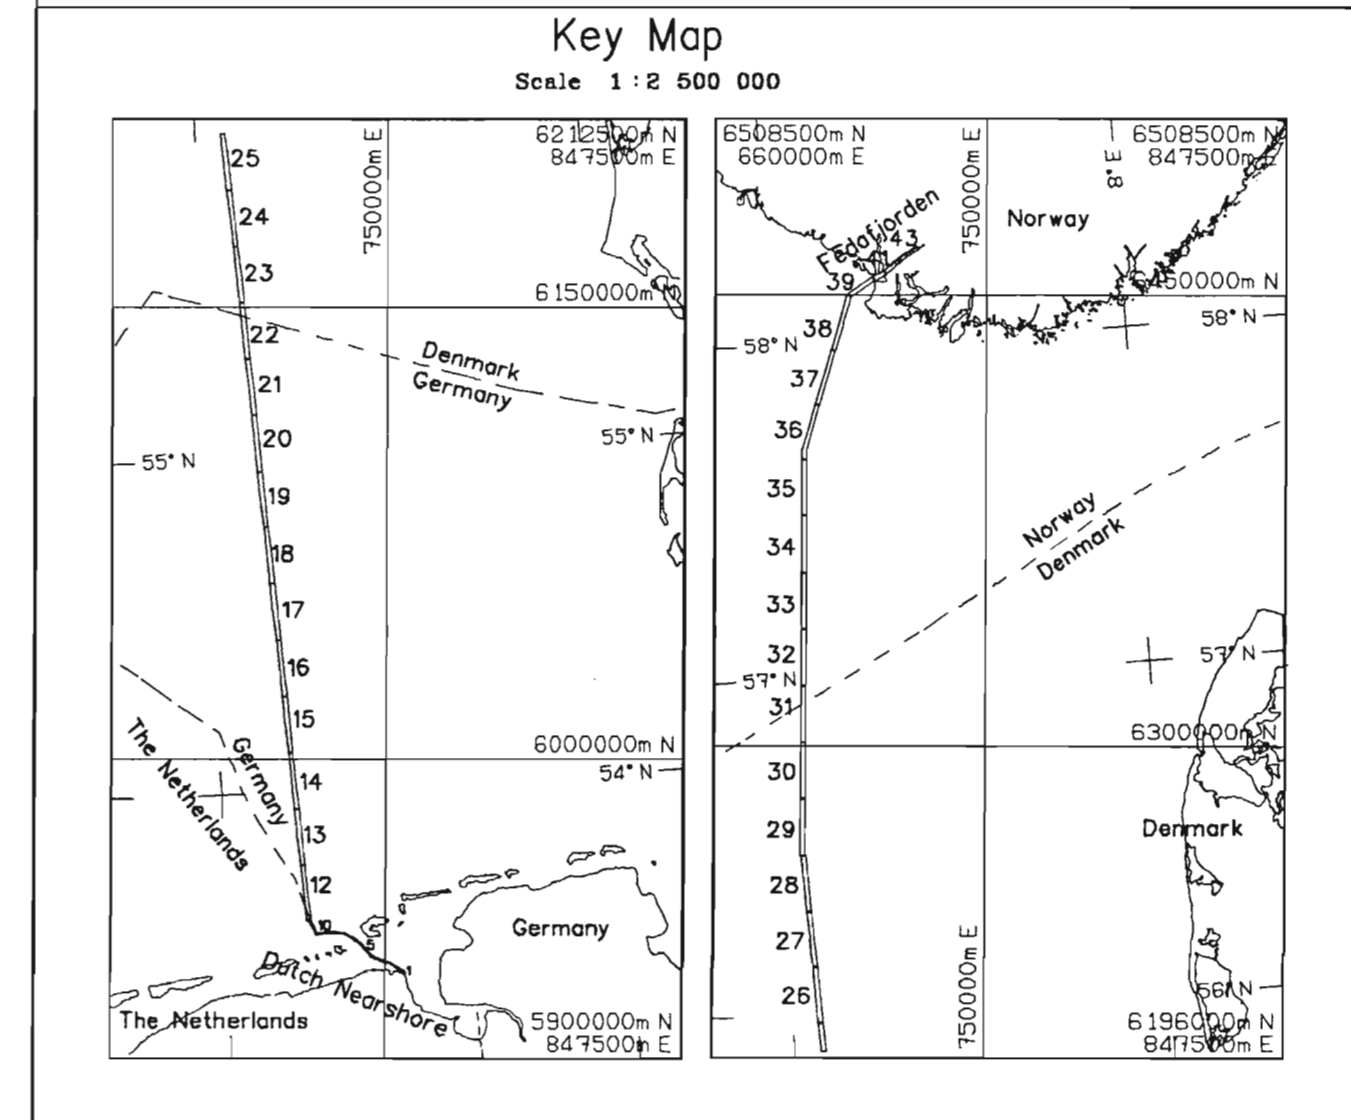 Key Map
Scale 1:2 500 000
6212500m N
847500m E
750000m E
25
24
23
6150000m N
22
Denmark
Germany
21
20
55° N
55° N
19
18
17
16
15
The Netherlands
Germany
6000000m N
54° N
14
13
12
10
5
1
Germany
Dutch Nearshore
The Netherlands
5900000m N
847500m E
6508500m N
660000m E
750000m E
6508500m N
847500m E
8° E
Norway
Fedafjorden
43
41
39
6450000m N
38
58° N
58° N
37
36
35
Norway
Denmark
34
33
32
57° N
57° N
31
6300000m N
30
29
Denmark
28
27
750000m E
26
56° N
6196000m N
847500m E